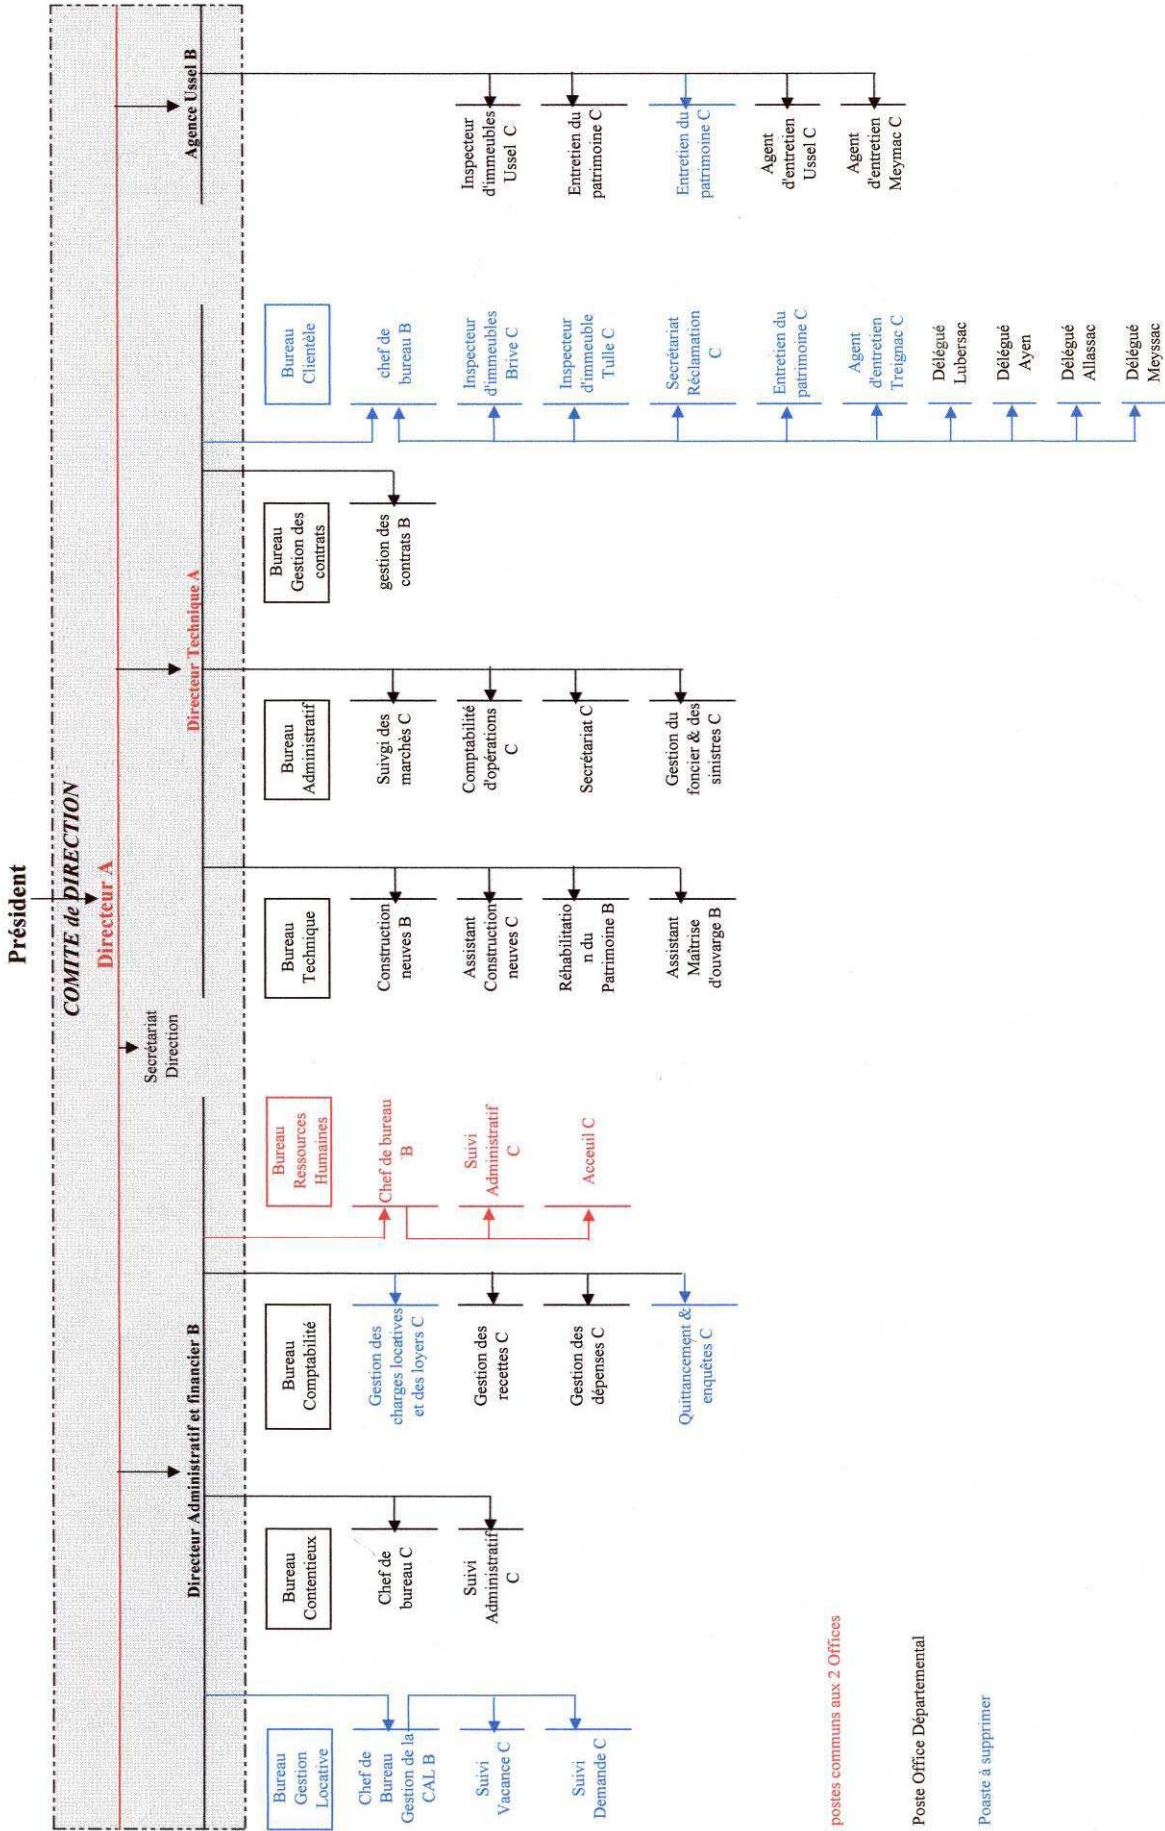 Président
COMITE de DIRECTION
Directeur A
Secrétariat
Direction
Directeur Administratif et financier B
Directeur Technique A
Agence Ussel B
Bureau
Gestion
Locative
Chef de
Bureau
Gestion de la
CAL B
Suivi
Vacance C
Suivi
Demande C
Bureau
Contentieux
Chef de
bureau C
Suivi
Administratif
C
Bureau
Comptabilité
Gestion des
charges locatives
et des loyers C
Gestion des
recettes C
Gestion des
dépenses C
Quittancement &
enquêtes C
Bureau
Ressources
Humaines
Chef de bureau
B
Suivi
Administratif
C
Acceuil C
Bureau
Technique
Construction
neuves B
Assistant
Construction
neuves C
Réhabilitatio
n du
Patrimoine B
Assistant
Maîtrise
d'ouvarge B
Bureau
Administratif
Suivgi des
marchès C
Comptabilité
d'opérations
C
Secrétariat C
Gestion du
foncier & des
sinistres C
Bureau
Gestion des
contrats
gestion des
contrats B
Bureau
Clientèle
chef de
bureau B
Inspecteur
d'immeubles
Brive C
Inspecteur
d'immeuble
Tulle C
Secrétariat
Réclamation
C
Entretien du
patrimoine C
Agent
d'entretien
Treignac C
Délégué
Lubersac
Délégué
Ayen
Délégué
Allassac
Délégué
Meyssac
Inspecteur
d'immeubles
Ussel C
Entretien du
patrimoine C
Entretien du
patrimoine C
Agent
d'entretien
Ussel C
Agent
d'entretien
Meymac C
postes communs aux 2 Offices
Poste Office Départemental
Poaste à supprimer